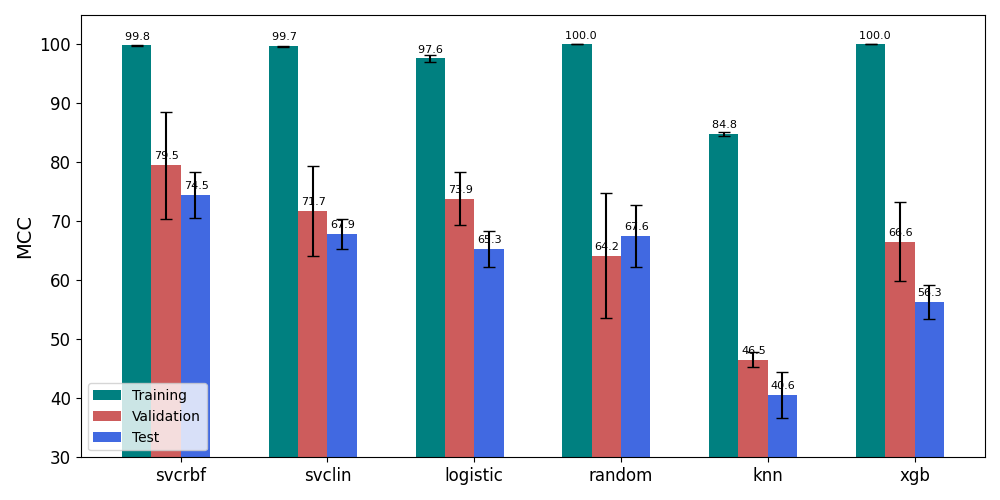 MCC
100
90
80
70
60
50
40
30
99.8
79.5
74.5
99.7
71.7
67.9
97.6
73.9
65.3
100.0
64.2
67.6
84.8
46.5
40.6
100.0
66.6
56.3
Training
Validation
Test
svcrbf
svclin
logistic
random
knn
xgb